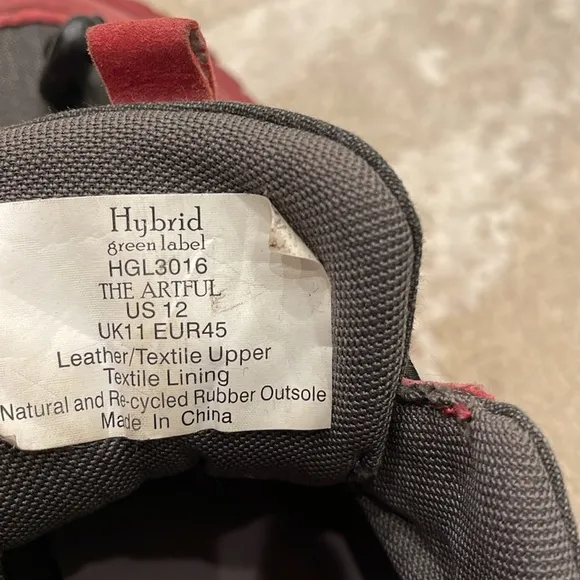 Hybrid
green label
HGL3016
THE ARTFUL
US 12
UK11 EUR45
Leather/Textile Upper
Textile Lining
Natural and Re-cycled Rubber Outsole
Made In China